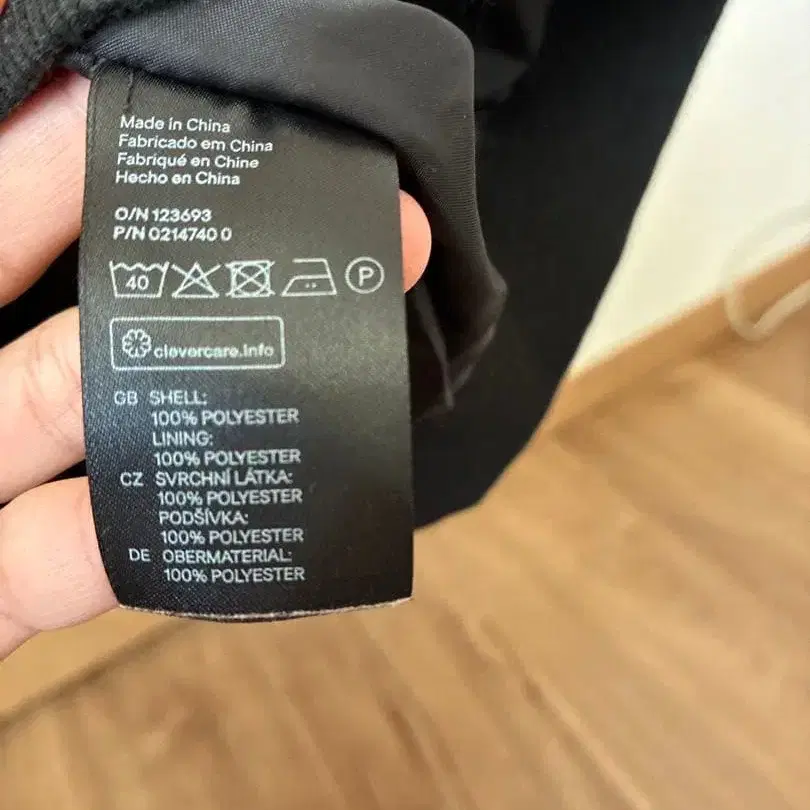 Made in China
Fabricado em China
Fabriqué en Chine
Hecho en China
O/N 123693
P/N 0214740 0
40 P
clevercare.info
GB SHELL:
100% POLYESTER
LINING:
100% POLYESTER
CZ SVRCHNÍ LÁTKA:
100% POLYESTER
PODŠÍVKA:
100% POLYESTER
DE OBERMATERIAL:
100% POLYESTER